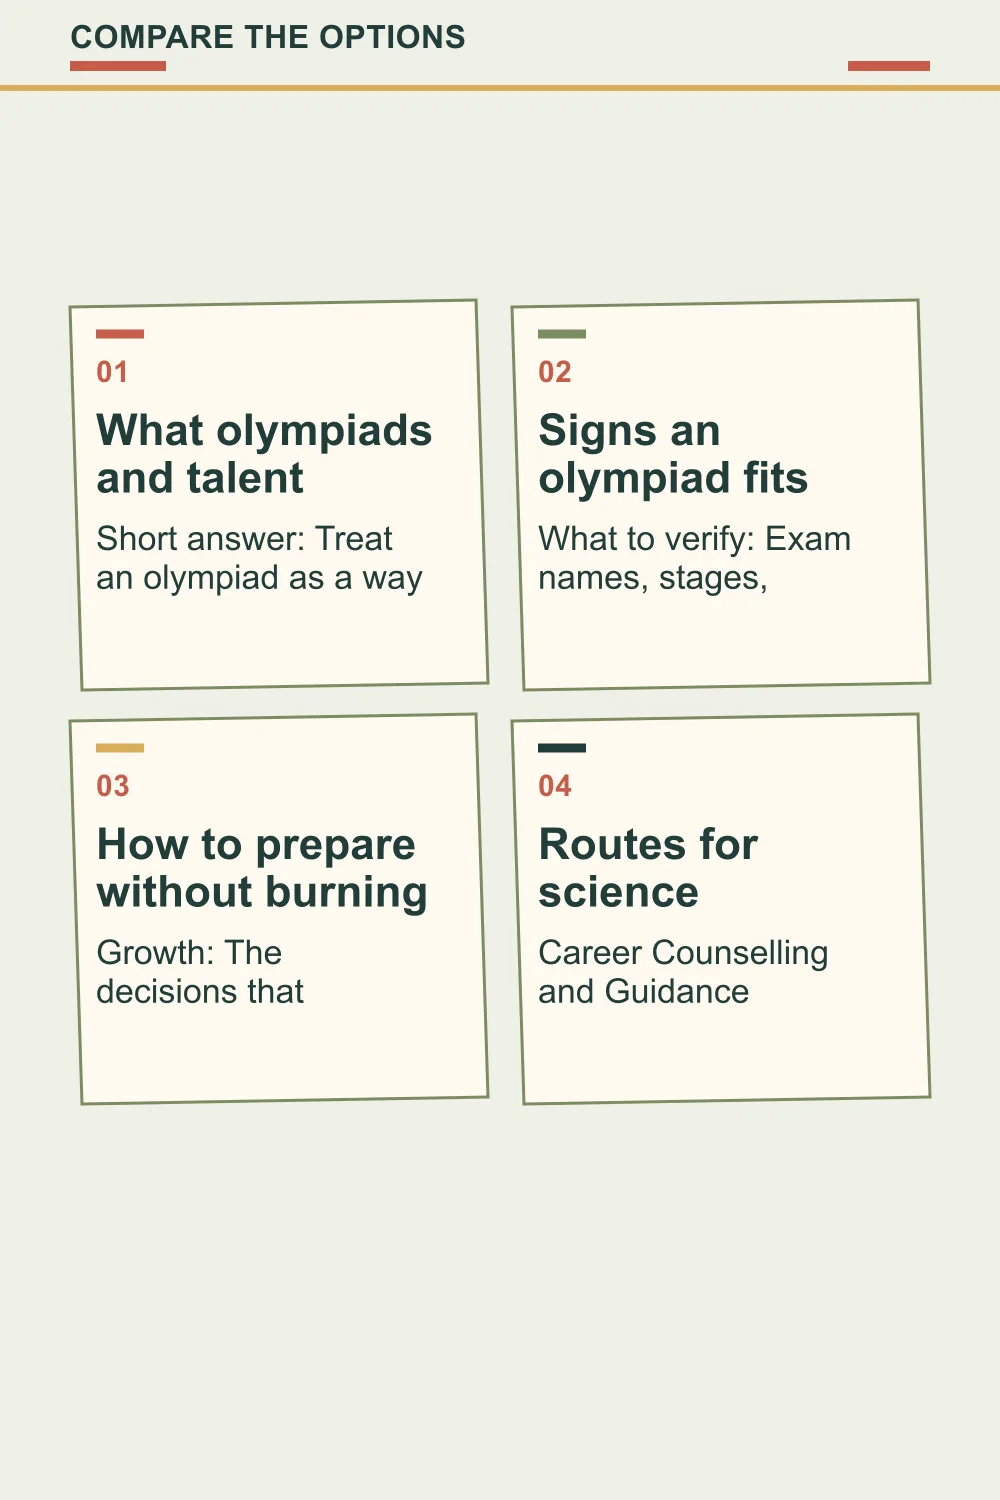 COMPARE THE OPTIONS
01
What olympiads
and talent
Short answer: Treat
an olympiad as a way
02
Signs an
olympiad fits
What to verify: Exam
names, stages,
03
How to prepare
without burning
Growth: The
decisions that
04
Routes for
science
Career Counselling
and Guidance